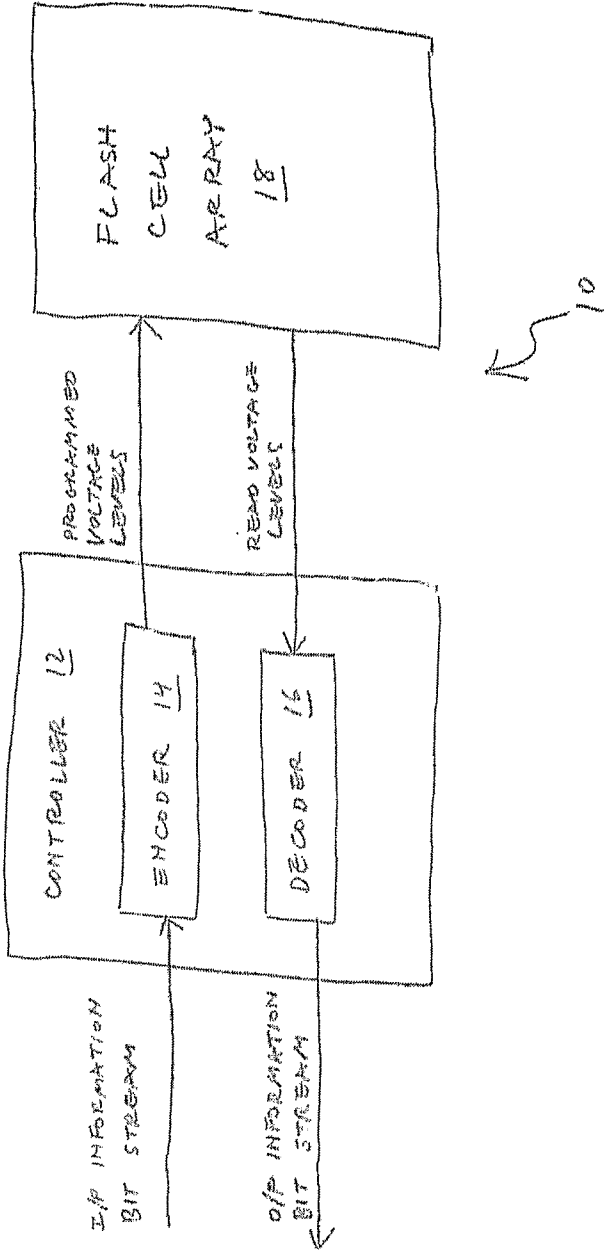 I/P INFORMATION
BIT STREAM
O/P INFORMATION
BIT STREAM
CONTROLLER 12
ENCODER 14
DECODER 16
PROGRAMMED
VOLTAGE
LEVELS
READ VOLTAGE
LEVELS
FLASH
CELL
ARRAY
18
10